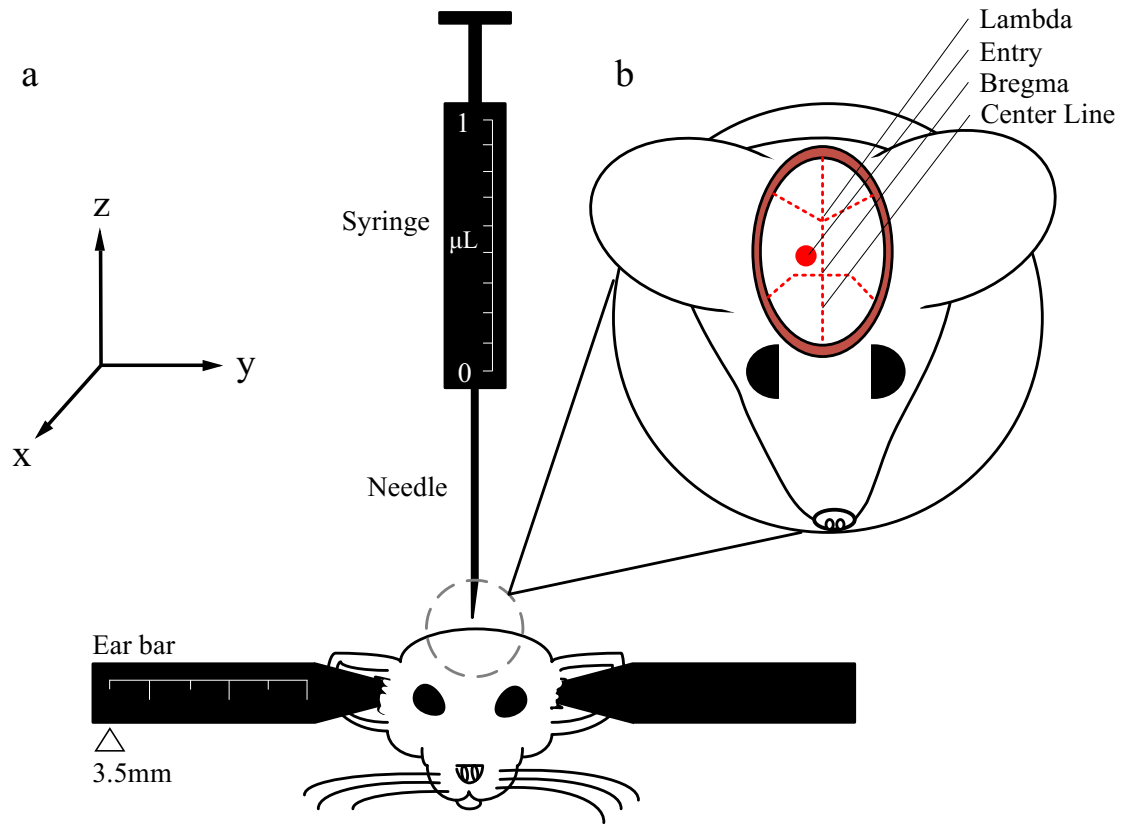 a
z
y
x
1
Syringe
μL
0
Needle
Ear bar
3.5mm
b
Lambda
Entry
Bregma
Center Line